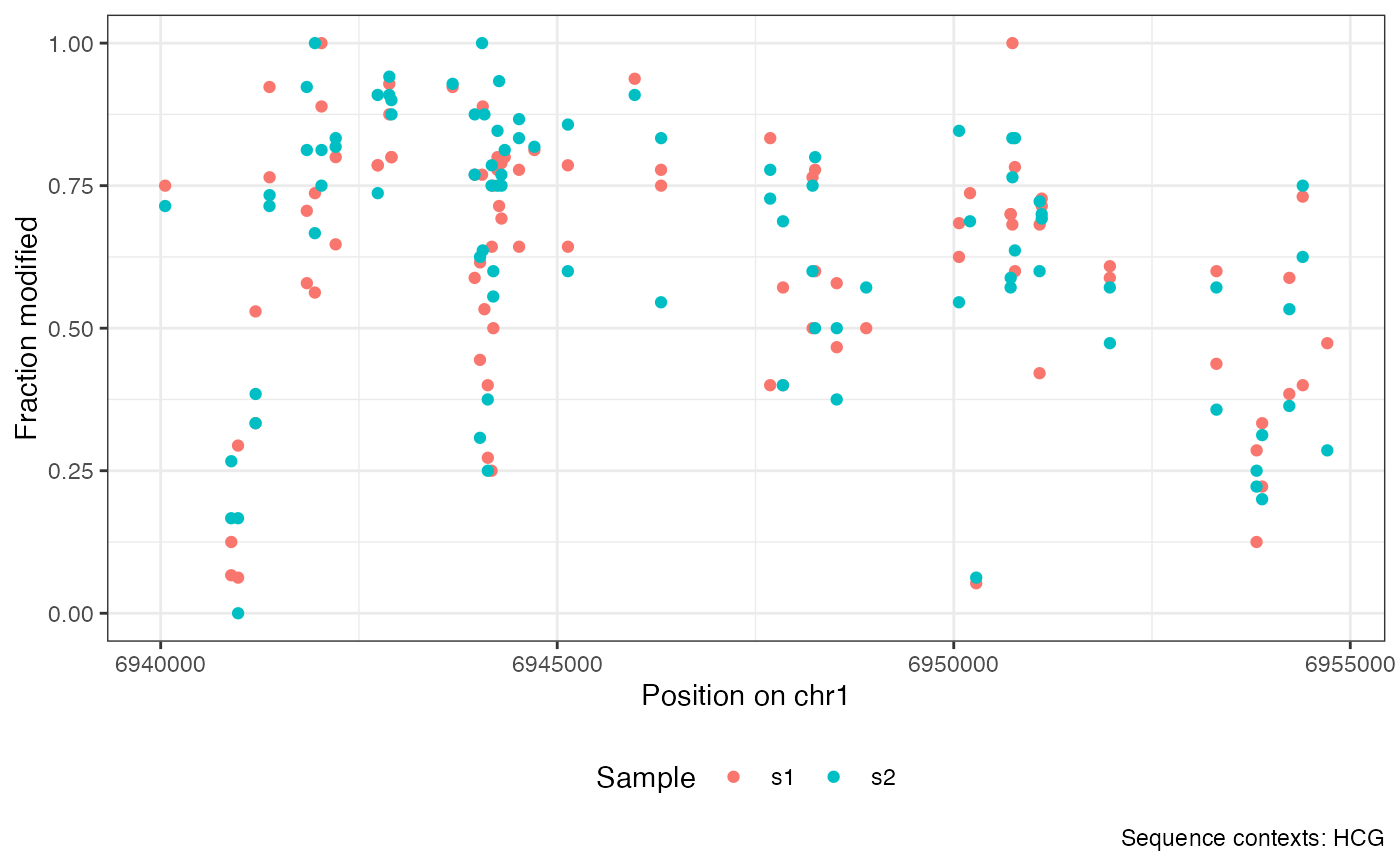 1.00
0.75
0.50
0.25
0.00
Fraction modified
6940000 6945000 6950000 6955000
Position on chr1
Sample s1 s2
Sequence contexts: HCG